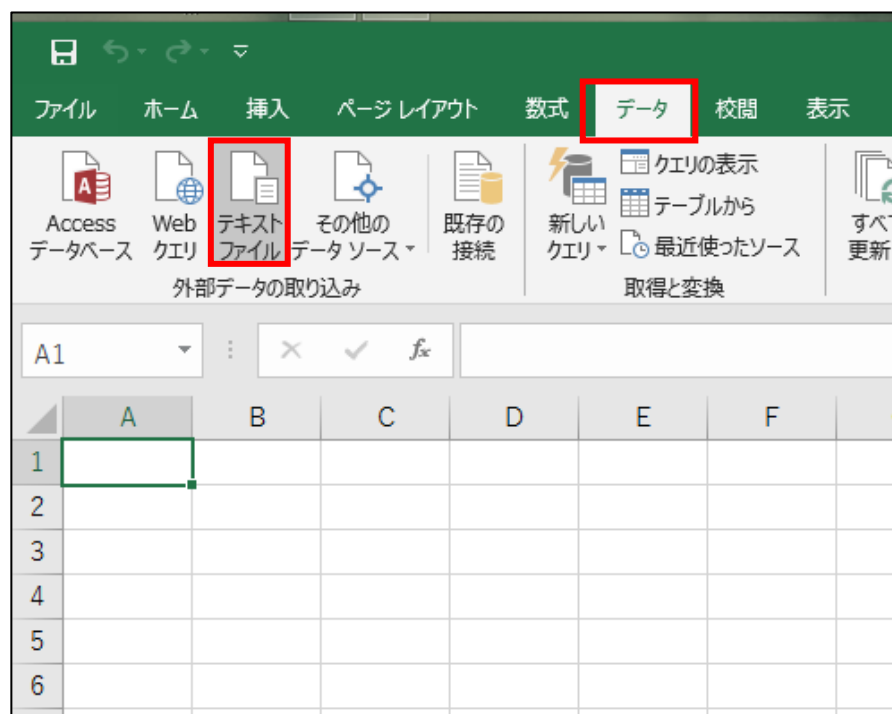 ファイル ホーム 挿入 ページ レイアウト 数式 データ 校閲 表示
Access
データベース
Web
クエリ
テキスト
ファイル
その他の
データ ソース
既存の
接続
外部データの取り込み
新しい
クエリ
クエリの表示
テーブルから
最近使ったソース
取得と変換
すべ
更新
A1
fx
A B C D E F
1
2
3
4
5
6